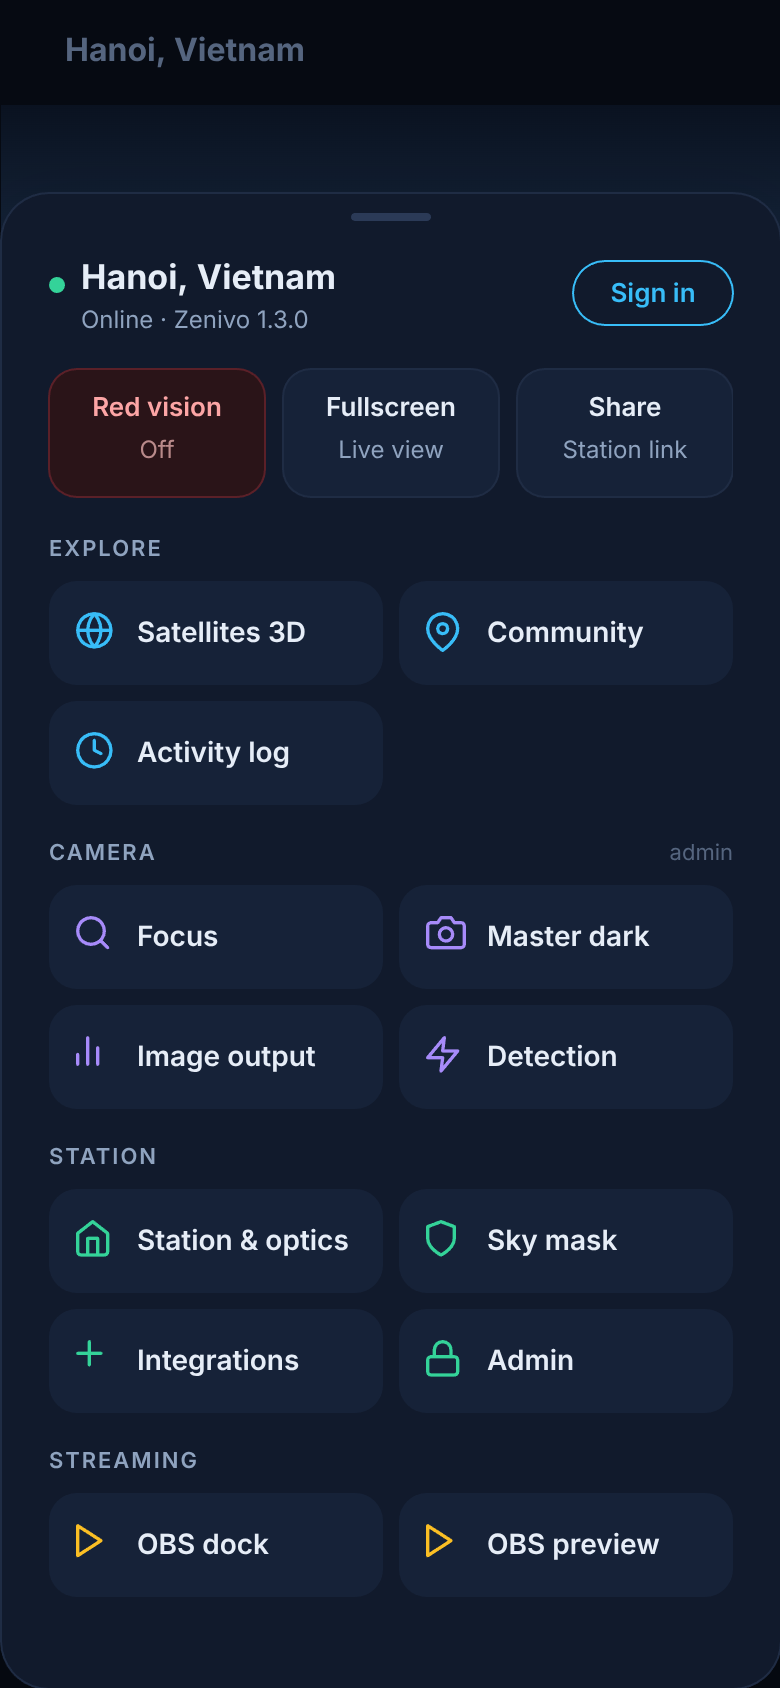 Hanoi, Vietnam
Hanoi, Vietnam
Online · Zenivo 1.3.0
Sign in
Red vision
Off
Fullscreen
Live view
Share
Station link
EXPLORE
Satellites 3D
Community
Activity log
CAMERA
admin
Focus
Master dark
Image output
Detection
STATION
Station & optics
Sky mask
Integrations
Admin
STREAMING
OBS dock
OBS preview